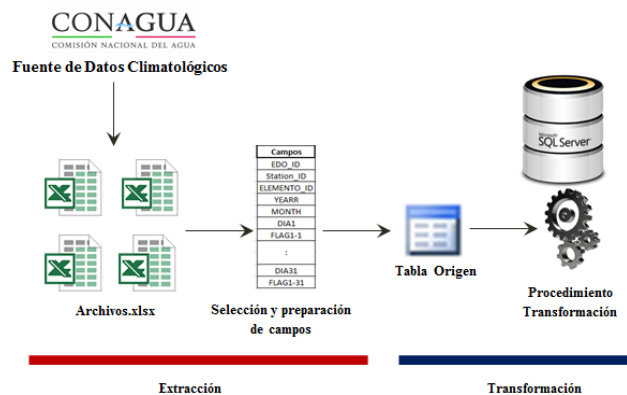 CONAGUA
COMISIÓN NACIONAL DEL AGUA
Fuente de Datos Climatológicos
Archivos.xlsx
Campos
EDO_ID
Station_ID
ELEMENTO_ID
YEARR
MONTH
DIA1
FLAG1-1
:
DIA31
FLAG1-31
Selección y preparación
de campos
Tabla Origen
Microsoft
SQL Server
Procedimiento
Transformación
Extracción
Transformación